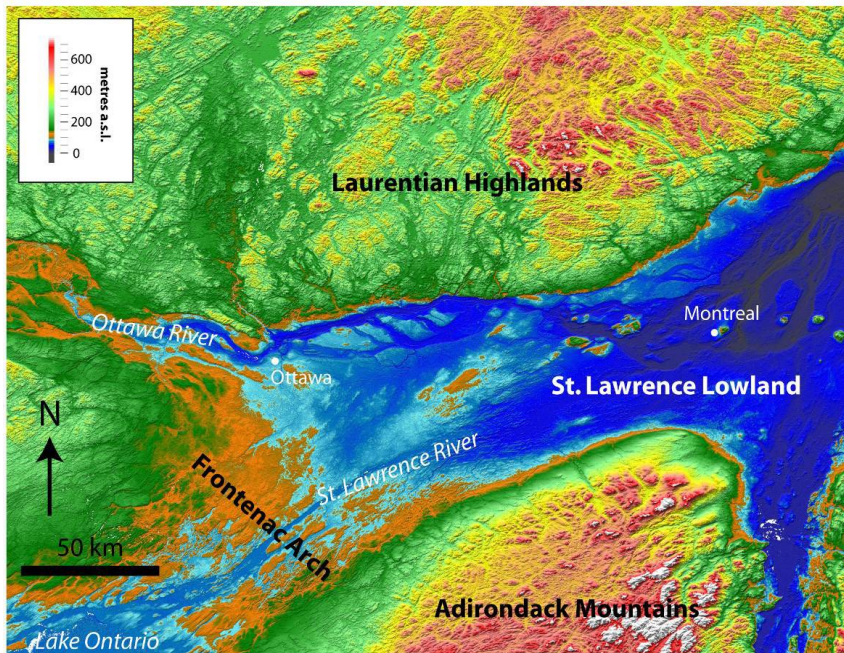 600
400
200
0
metres a.s.l.
Laurentian Highlands
Ottawa River
Montreal
Ottawa
St. Lawrence Lowland
N
St. Lawrence River
Frontenac Arch
50 km
Adirondack Mountains
Lake Ontario